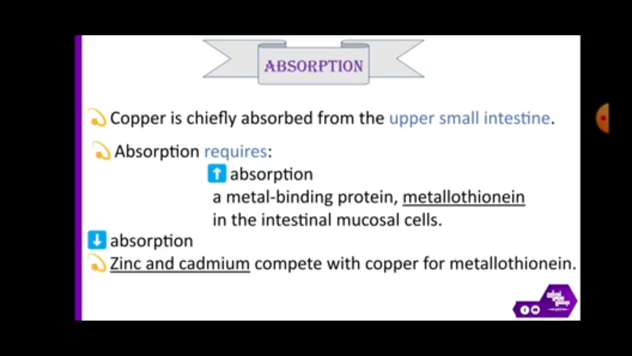 ABSORPTION
Copper is chiefly absorbed from the upper small intestine.
Absorption requires:
↑ absorption
a metal-binding protein, metallothionein
in the intestinal mucosal cells.
↓ absorption
Zinc and cadmium compete with copper for metallothionein.